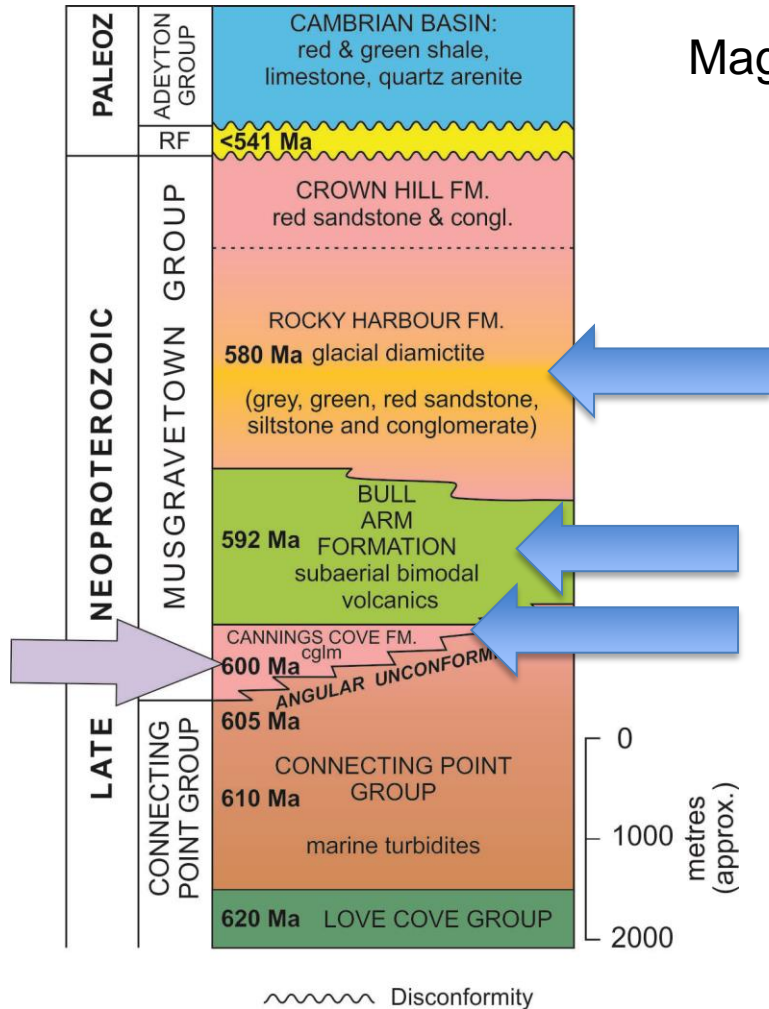 Mag
PALEOZ
ADEYTON
GROUP
CAMBRIAN BASIN:
red & green shale,
limestone, quartz arenite
RF
<541 Ma
LATE NEOPROTEROZOIC
MUSGRAVETOWN GROUP
CROWN HILL FM.
red sandstone & congl.
ROCKY HARBOUR FM.
580 Ma glacial diamictite
(grey, green, red sandstone,
siltstone and conglomerate)
BULL
ARM
592 Ma
FORMATION
subaerial bimodal
volcanics
CANNINGS COVE FM.
cglm
600 Ma
ANGULAR UNCONFORMI
CONNECTING
POINT GROUP
605 Ma
CONNECTING POINT
610 Ma
GROUP
marine turbidites
620 Ma LOVE COVE GROUP
0
1000
2000
metres
(approx.)
Disconformity